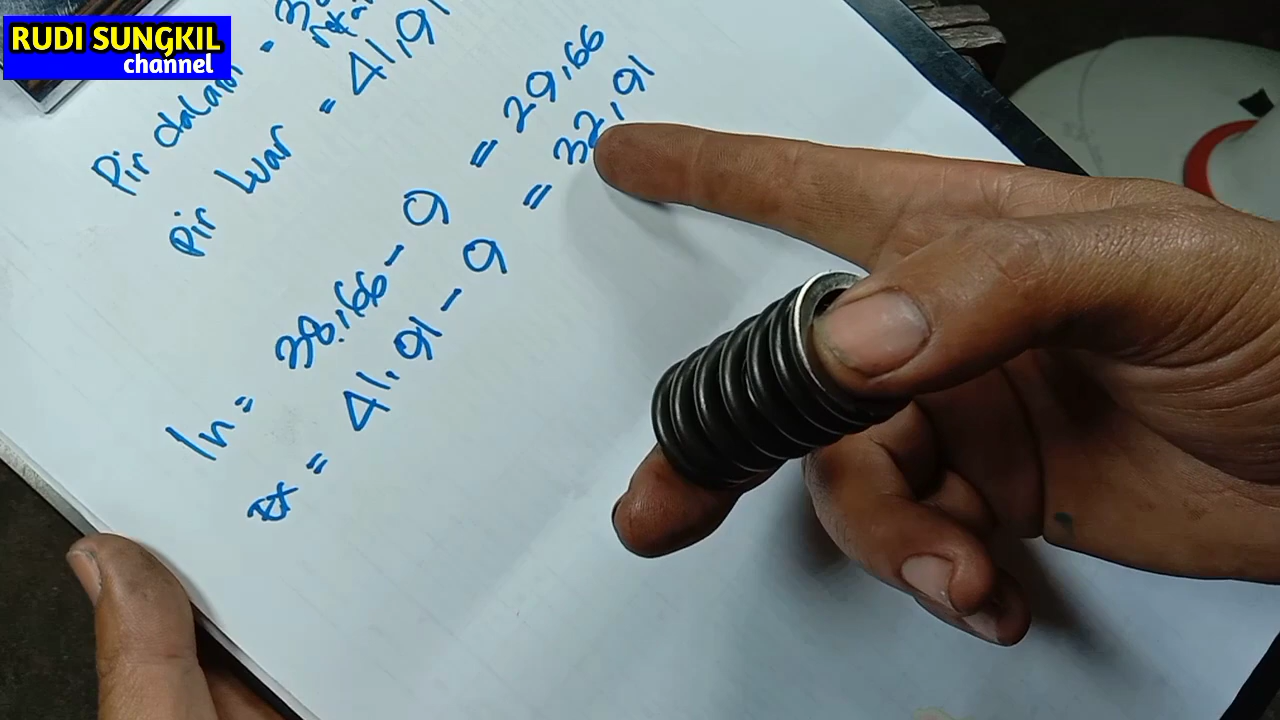 RUDI SUNGKIL
channel
Pir dalam =
Pir luar = 41,91
In = 38,66 - 9 = 29,66
Ex = 41,91 - 9 = 32,91